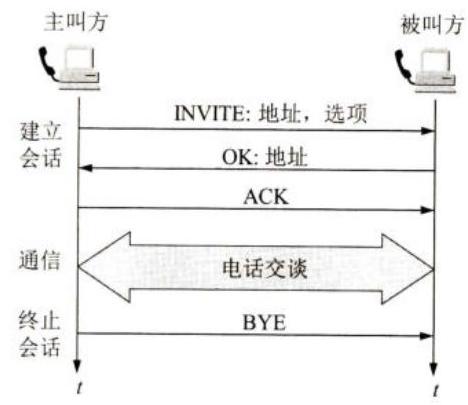 主叫方
被叫方
INVITE: 地址，选项
建立
会话
OK: 地址
ACK
通信
电话交谈
终止
会话
BYE
t
t